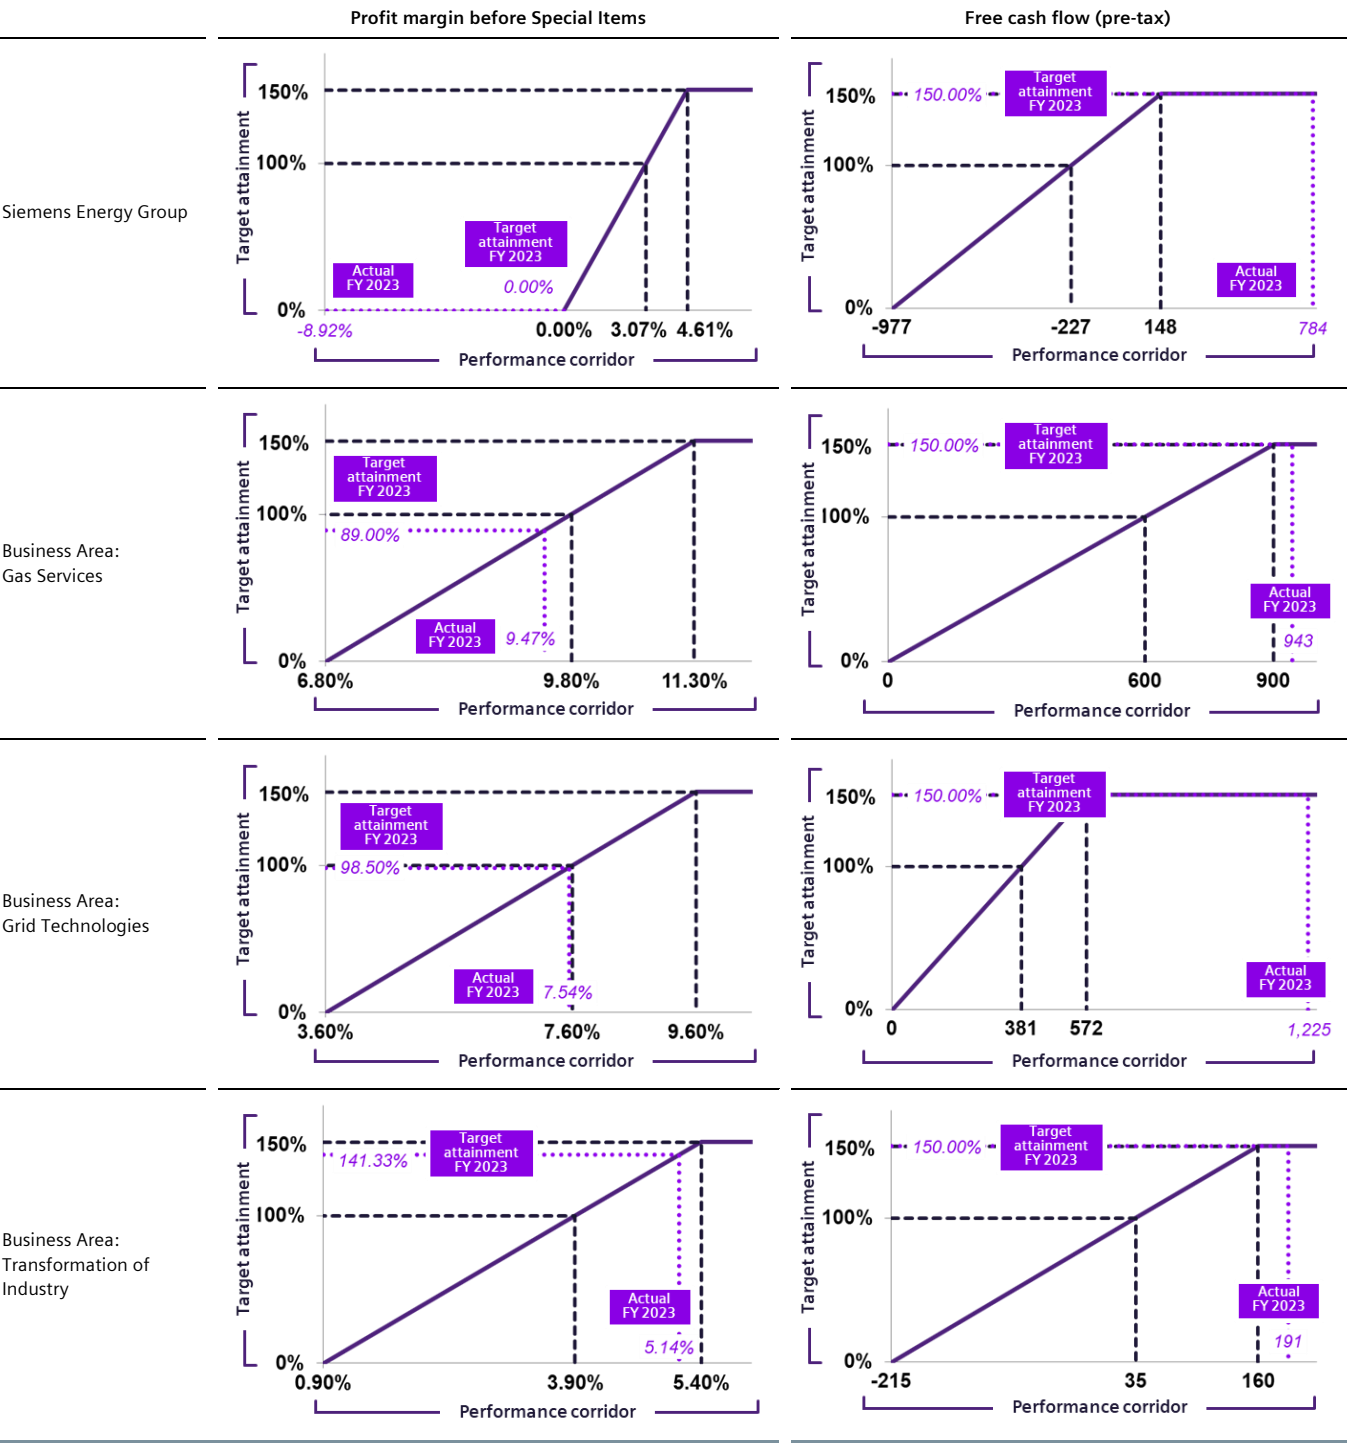 Profit margin before Special Items
Free cash flow (pre-tax)
Siemens Energy Group
Target attainment
150%
100%
0%
Target
attainment
FY 2023
0.00%
Actual
FY 2023
-8.92%
0.00%
3.07%
4.61%
Performance corridor
Target attainment
150%
100%
0%
150.00%
Target
attainment
FY 2023
Actual
FY 2023
-977
-227
148
784
Performance corridor
Business Area:
Gas Services
Target attainment
150%
100%
0%
Target
attainment
FY 2023
89.00%
Actual
FY 2023
9.47%
6.80%
9.80%
11.30%
Performance corridor
Target attainment
150%
100%
0%
150.00%
Target
attainment
FY 2023
Actual
FY 2023
943
0
600
900
Performance corridor
Business Area:
Grid Technologies
Target attainment
150%
100%
0%
Target
attainment
FY 2023
98.50%
Actual
FY 2023
7.54%
3.60%
7.60%
9.60%
Performance corridor
Target attainment
150%
100%
0%
150.00%
Target
attainment
FY 2023
Actual
FY 2023
0
381
572
1,225
Performance corridor
Business Area:
Transformation of
Industry
Target attainment
150%
100%
0%
141.33%
Target
attainment
FY 2023
Actual
FY 2023
5.14%
0.90%
3.90%
5.40%
Performance corridor
Target attainment
150%
100%
0%
150.00%
Target
attainment
FY 2023
Actual
FY 2023
191
-215
35
160
Performance corridor